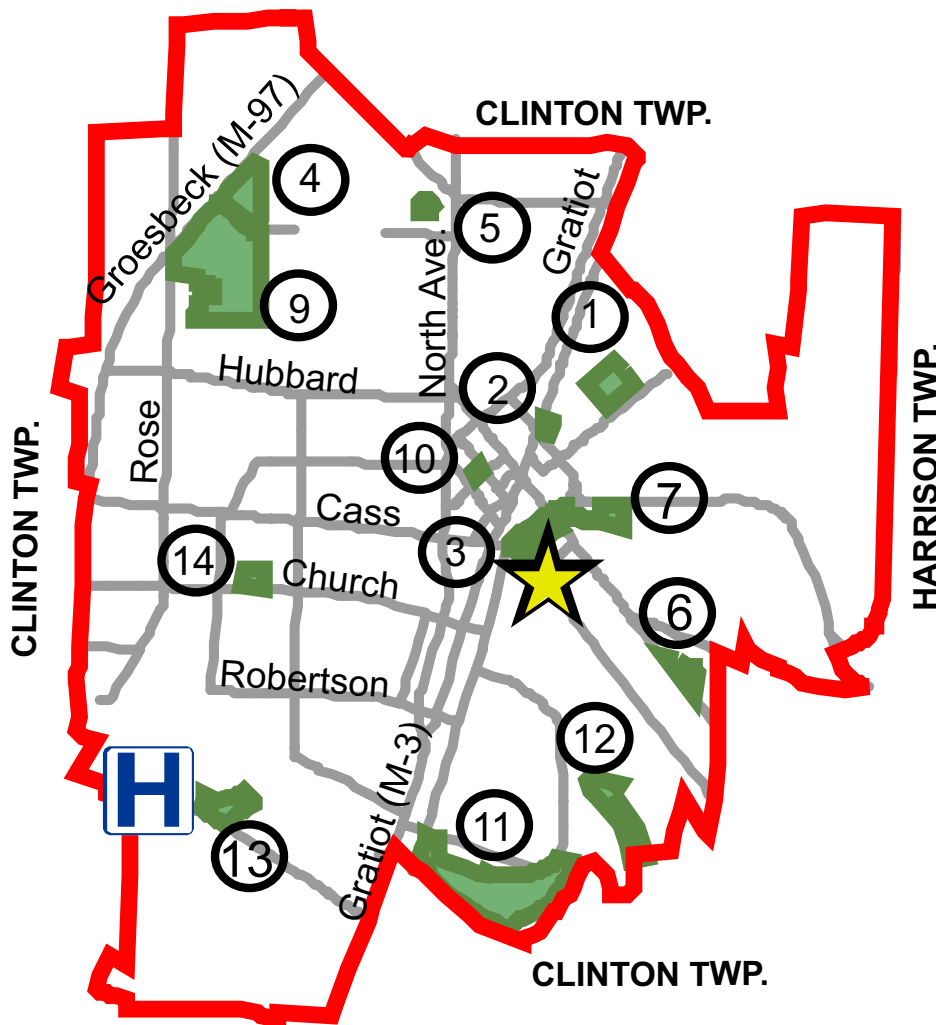 CLINTON TWP.
Groesbeck (M-97)
4
5
Gratiot
North Ave.
9
1
Hubbard
2
HARRISON TWP.
Rose
10
CLINTON TWP.
Cass
7
3
14
Church
6
Robertson
12
H
Gratiot (M-3)
11
13
CLINTON TWP.